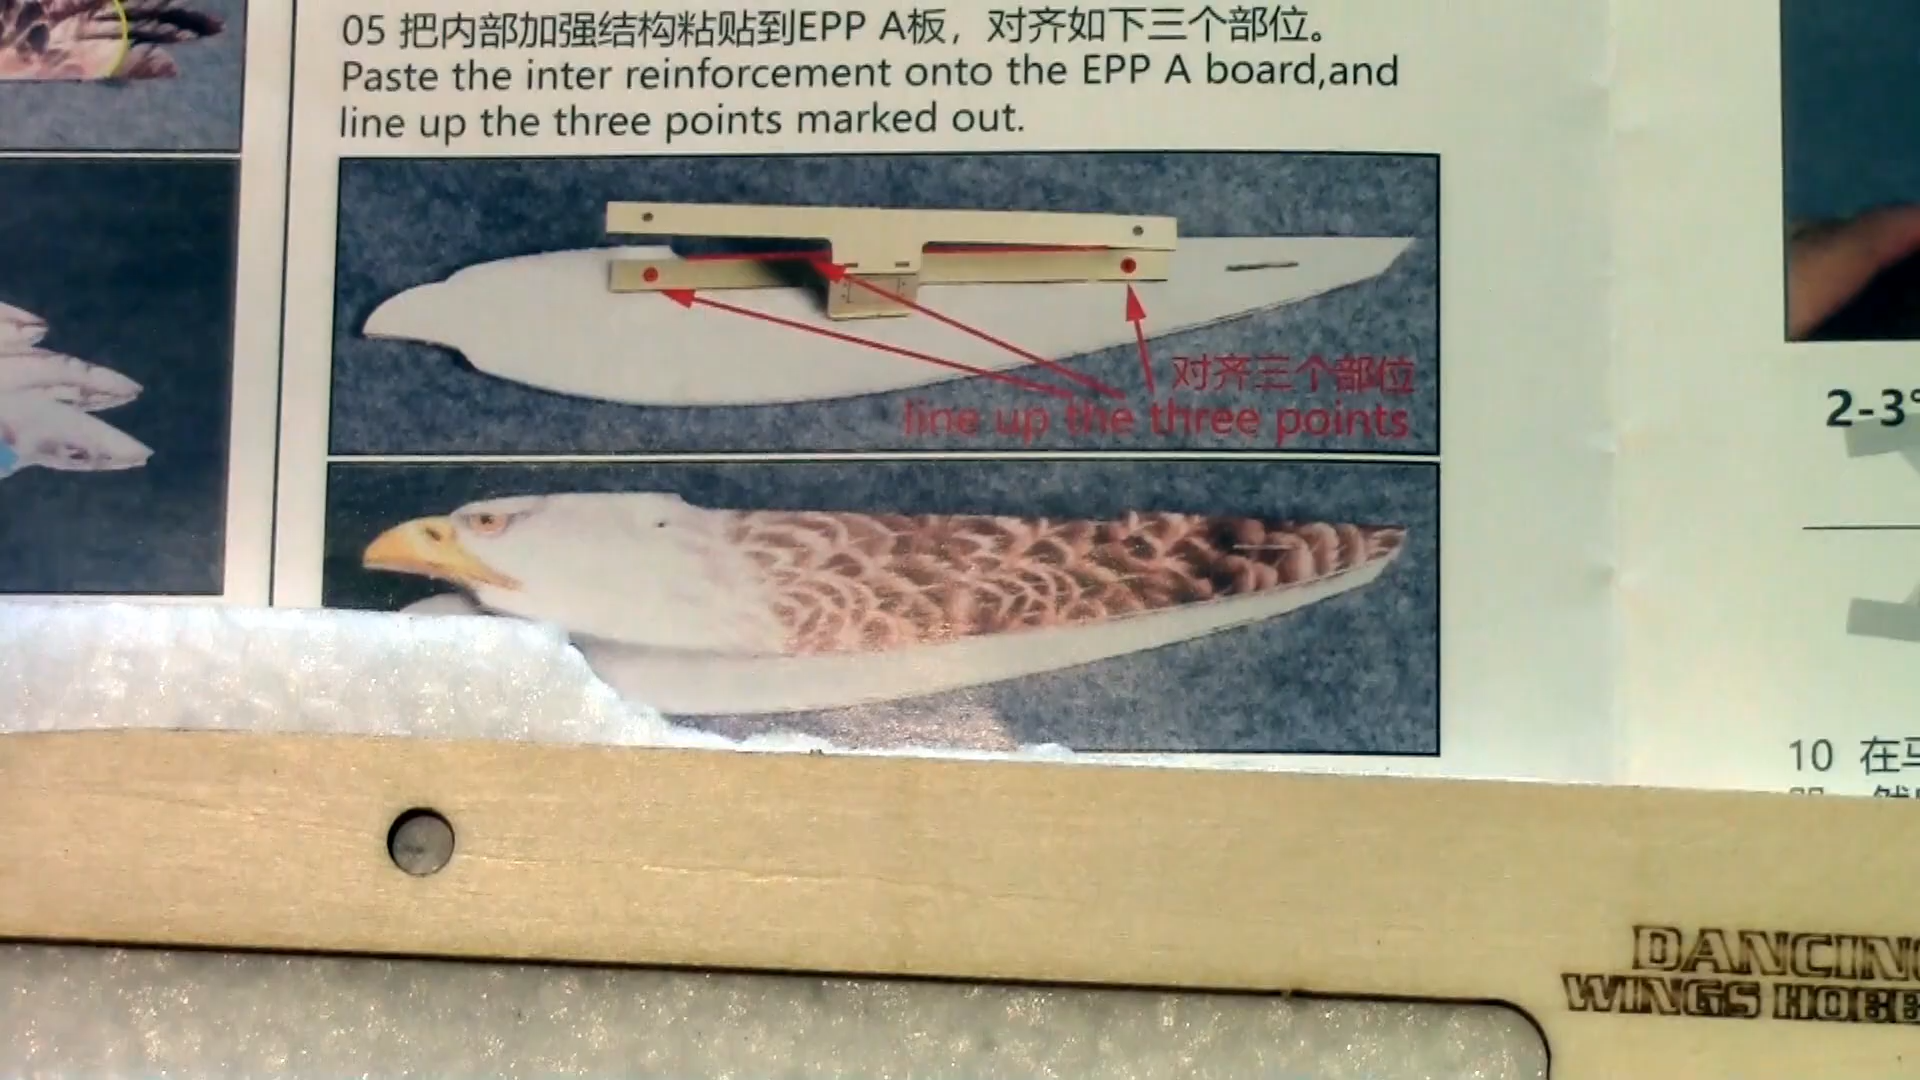 05 把内部加强结构粘贴到EPP A板，对齐如下三个部位。
Paste the inter reinforcement onto the EPP A board,and
line up the three points marked out.
对齐三个部位
line up the three points
2-3°
10 在
DANCING
WINGS HOBB